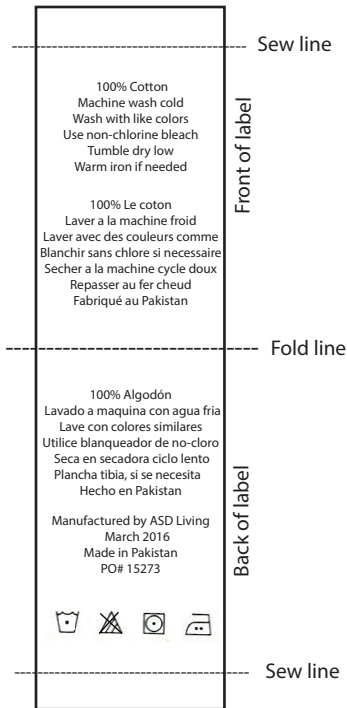 Sew line
100% Cotton
Machine wash cold
Wash with like colors
Use non-chlorine bleach
Tumble dry low
Warm iron if needed
Front of label
100% Le coton
Laver a la machine froid
Laver avec des couleurs comme
Blanchir sans chlore si necessaire
Secher a la machine cycle doux
Repasser au fer cheud
Fabriqué au Pakistan
Fold line
100% Algodón
Lavado a maquina con agua fria
Lave con colores similares
Utilice blanqueador de no-cloro
Seca en secadora ciclo lento
Plancha tibia, si se necesita
Hecho en Pakistan
Back of label
Manufactured by ASD Living
March 2016
Made in Pakistan
PO# 15273
Sew line